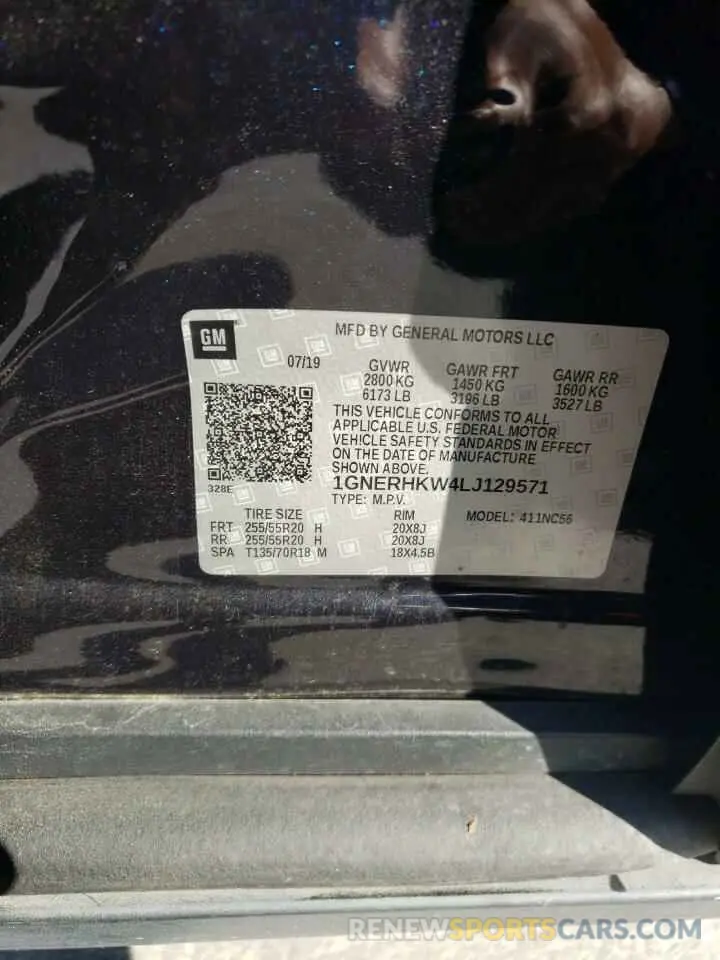 GM
MFD BY GENERAL MOTORS LLC
07/19 GVWR GAWR FRT GAWR RR
2800 KG 1450 KG 1600 KG
6173 LB 3196 LB 3527 LB
THIS VEHICLE CONFORMS TO ALL
APPLICABLE U.S. FEDERAL MOTOR
VEHICLE SAFETY STANDARDS IN EFFECT
ON THE DATE OF MANUFACTURE
SHOWN ABOVE.
328E
1GNERHKW4LJ129571
TYPE: M.P.V.
TIRE SIZE RIM MODEL: 411NC56
FRT 255/55R20 H 20X8J
RR 255/55R20 H 20X8J
SPA T135/70R18 M 18X4.5B
RENEWSPORTSCARS.COM